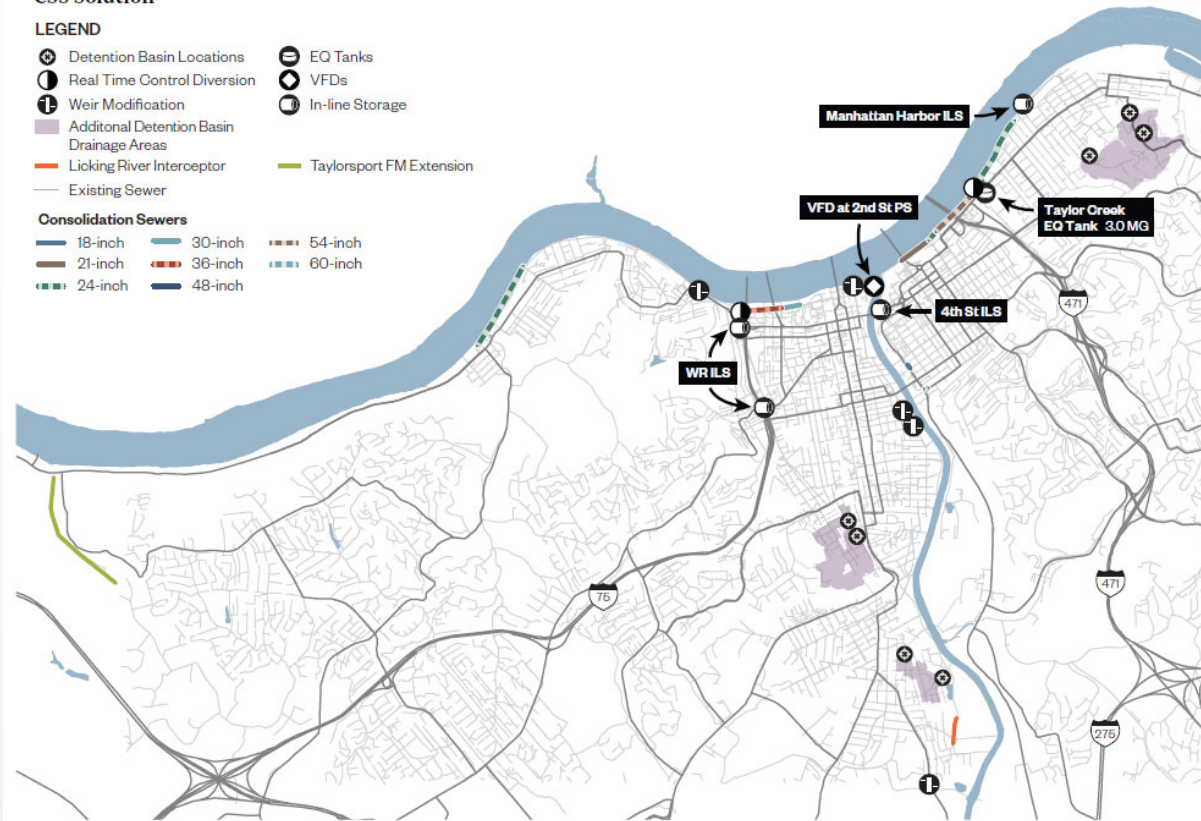 CSS Solution
LEGEND
Detention Basin Locations
EQ Tanks
Real Time Control Diversion
VFDs
Weir Modification
In-line Storage
Additonal Detention Basin
Drainage Areas
Licking River Interceptor
Taylorsport FM Extension
Existing Sewer
Consolidation Sewers
18-inch
30-inch
54-inch
21-inch
36-inch
60-inch
24-inch
48-inch
Manhattan Harbor ILS
VFD at 2nd St PS
Taylor Creek
EQ Tank 3.0 MG
4th St ILS
471
WR ILS
75
471
275